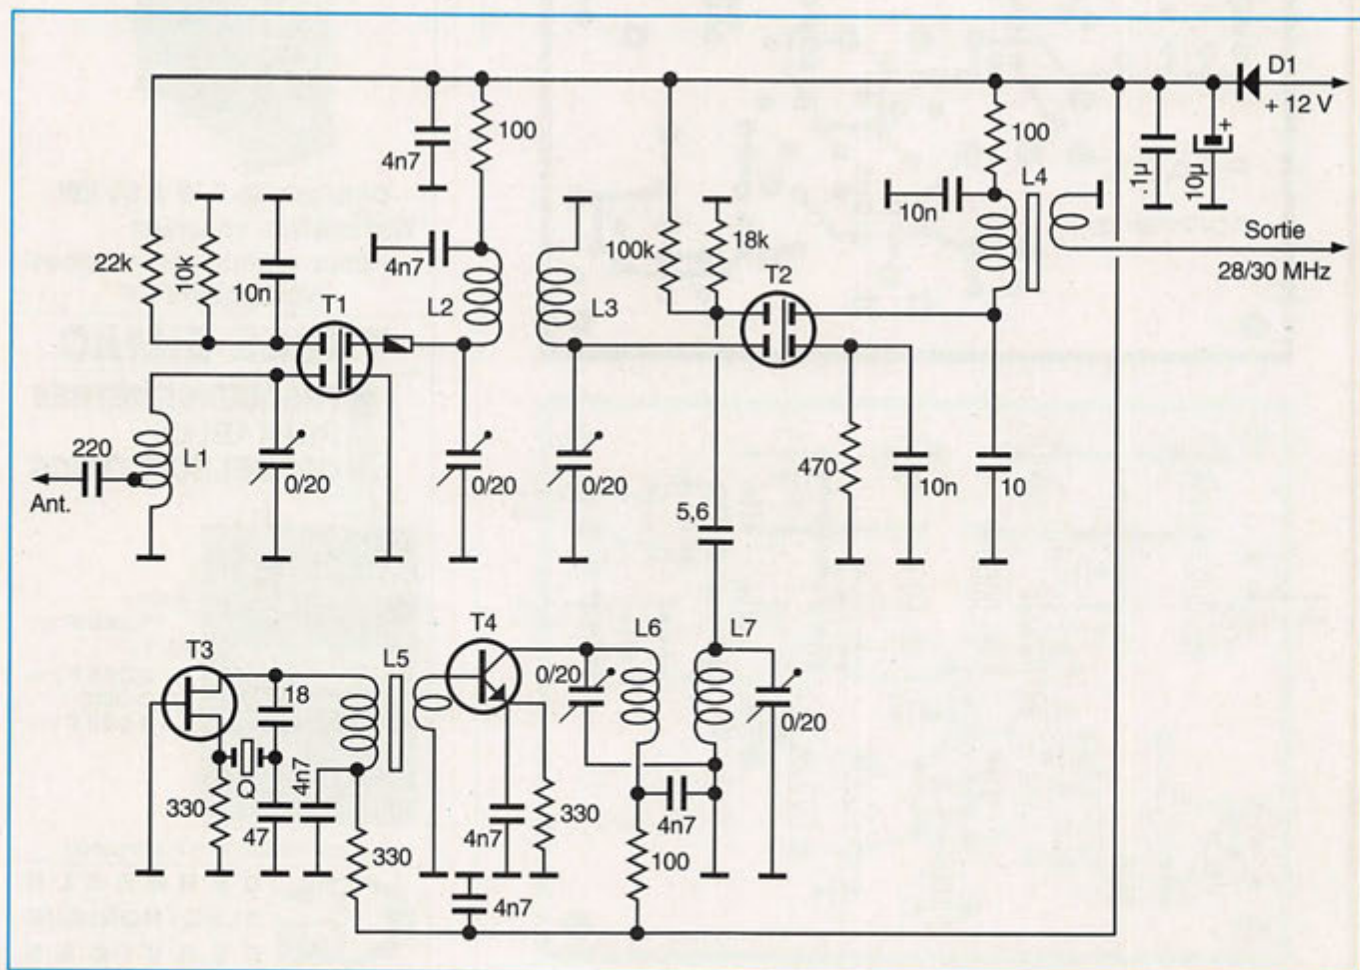 D1
+ 12 V
100
4n7
100
.1µ
10µ
+
L4
10n
Sortie
28/30 MHz
22k
10k
10n
4n7
L2
L3
100k
18k
T2
T1
220
L1
Ant.
0/20
0/20
0/20
470
10n
10
5,6
T3
18
L5
T4
0/20
L6
L7
0/20
Q
4n7
330
47
330
4n7
330
4n7
100
4n7